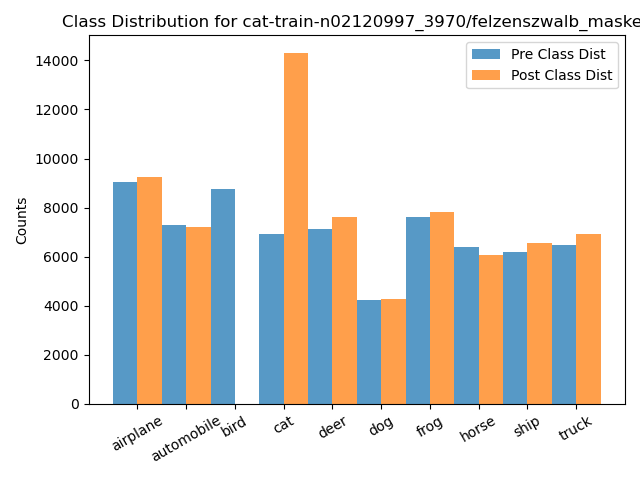 Class Distribution for cat-train-n02120997_3970/felzenszwalb_maske
Pre Class Dist
Post Class Dist
Counts
14000
12000
10000
8000
6000
4000
2000
0
airplane
automobile
bird
cat
deer
dog
frog
horse
ship
truck